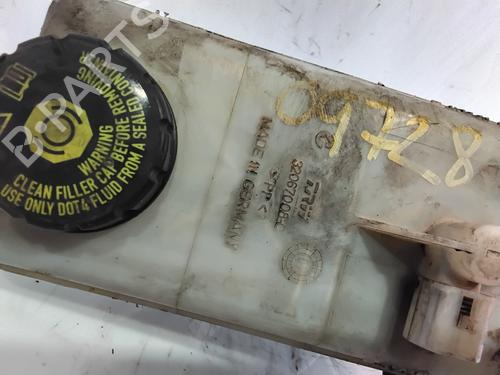 WARNING
CLEAN FILLER CAP BEFORE REMOVING
USE ONLY DOT4 FLUID FROM A SEALED CONTAINER
B-PARTS
09728
TRW
>PP<
MADE IN GERMANY